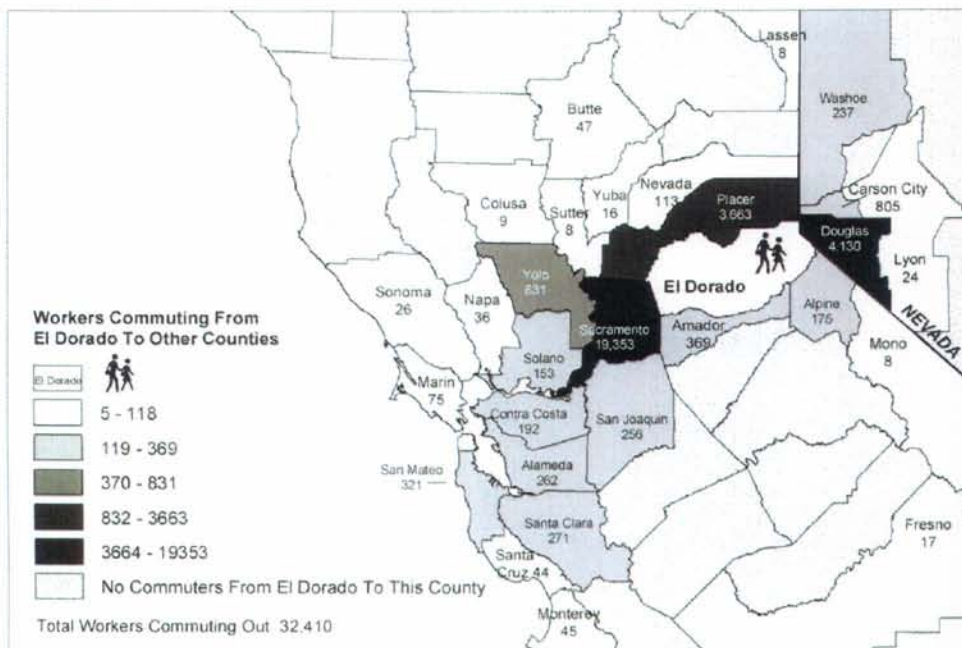 Lassen
8
Washoe
237
Butte
47
Carson City
805
Nevada
113
Placer
3,663
Yuba
16
Colusa
9
Sutter
8
Douglas
4,130
Lyon
24
Yolo
831
El Dorado
Sonoma
26
Napa
36
Sacramento
19,353
Amador
369
Alpine
175
NEVADA
Mono
8
Solano
153
Marin
75
Contra Costa
192
San Joaquin
256
San Mateo
321
Alameda
262
Santa Clara
271
Santa
Cruz 44
Fresno
17
Monterey
45
Workers Commuting From
El Dorado To Other Counties
El Dorado
5 - 118
119 - 369
370 - 831
832 - 3663
3664 - 19353
No Commuters From El Dorado To This County
Total Workers Commuting Out 32.410